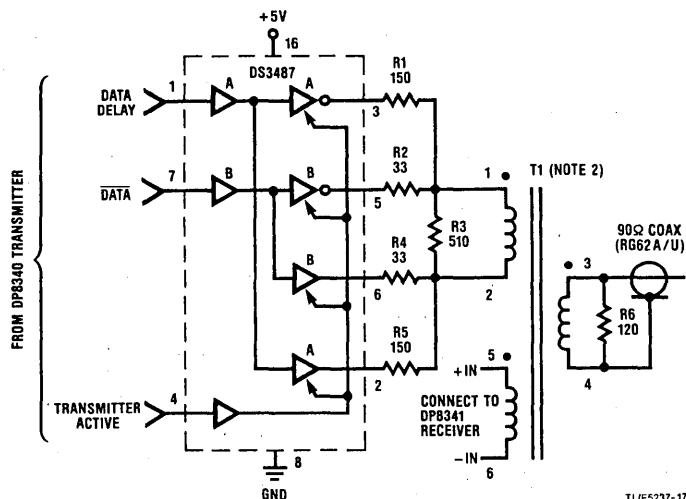 +5V
16
DS3487
R1
150
DATA
DELAY
1
A
A
3
R2
33
1
T1 (NOTE 2)
DATA
7
B
B
5
R3
510
90Ω COAX
(RG62A/U)
R4
33
3
B
6
2
R6
120
FROM DP8340 TRANSMITTER
R5
150
A
2
5
4
+IN
CONNECT TO
DP8341
RECEIVER
TRANSMITTER
ACTIVE
4
-IN
6
8
GND
TL/F5237-17